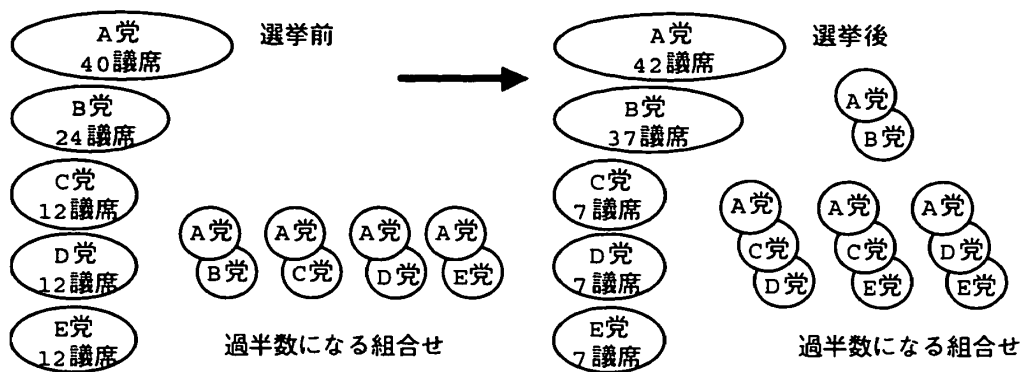 選挙前
A党
40議席
B党
24議席
C党
12議席
D党
12議席
E党
12議席
A党
B党
A党
C党
A党
D党
A党
E党
過半数になる組合せ
選挙後
A党
42議席
B党
37議席
C党
7議席
D党
7議席
E党
7議席
A党
B党
A党
C党
D党
A党
C党
E党
A党
D党
E党
過半数になる組合せ